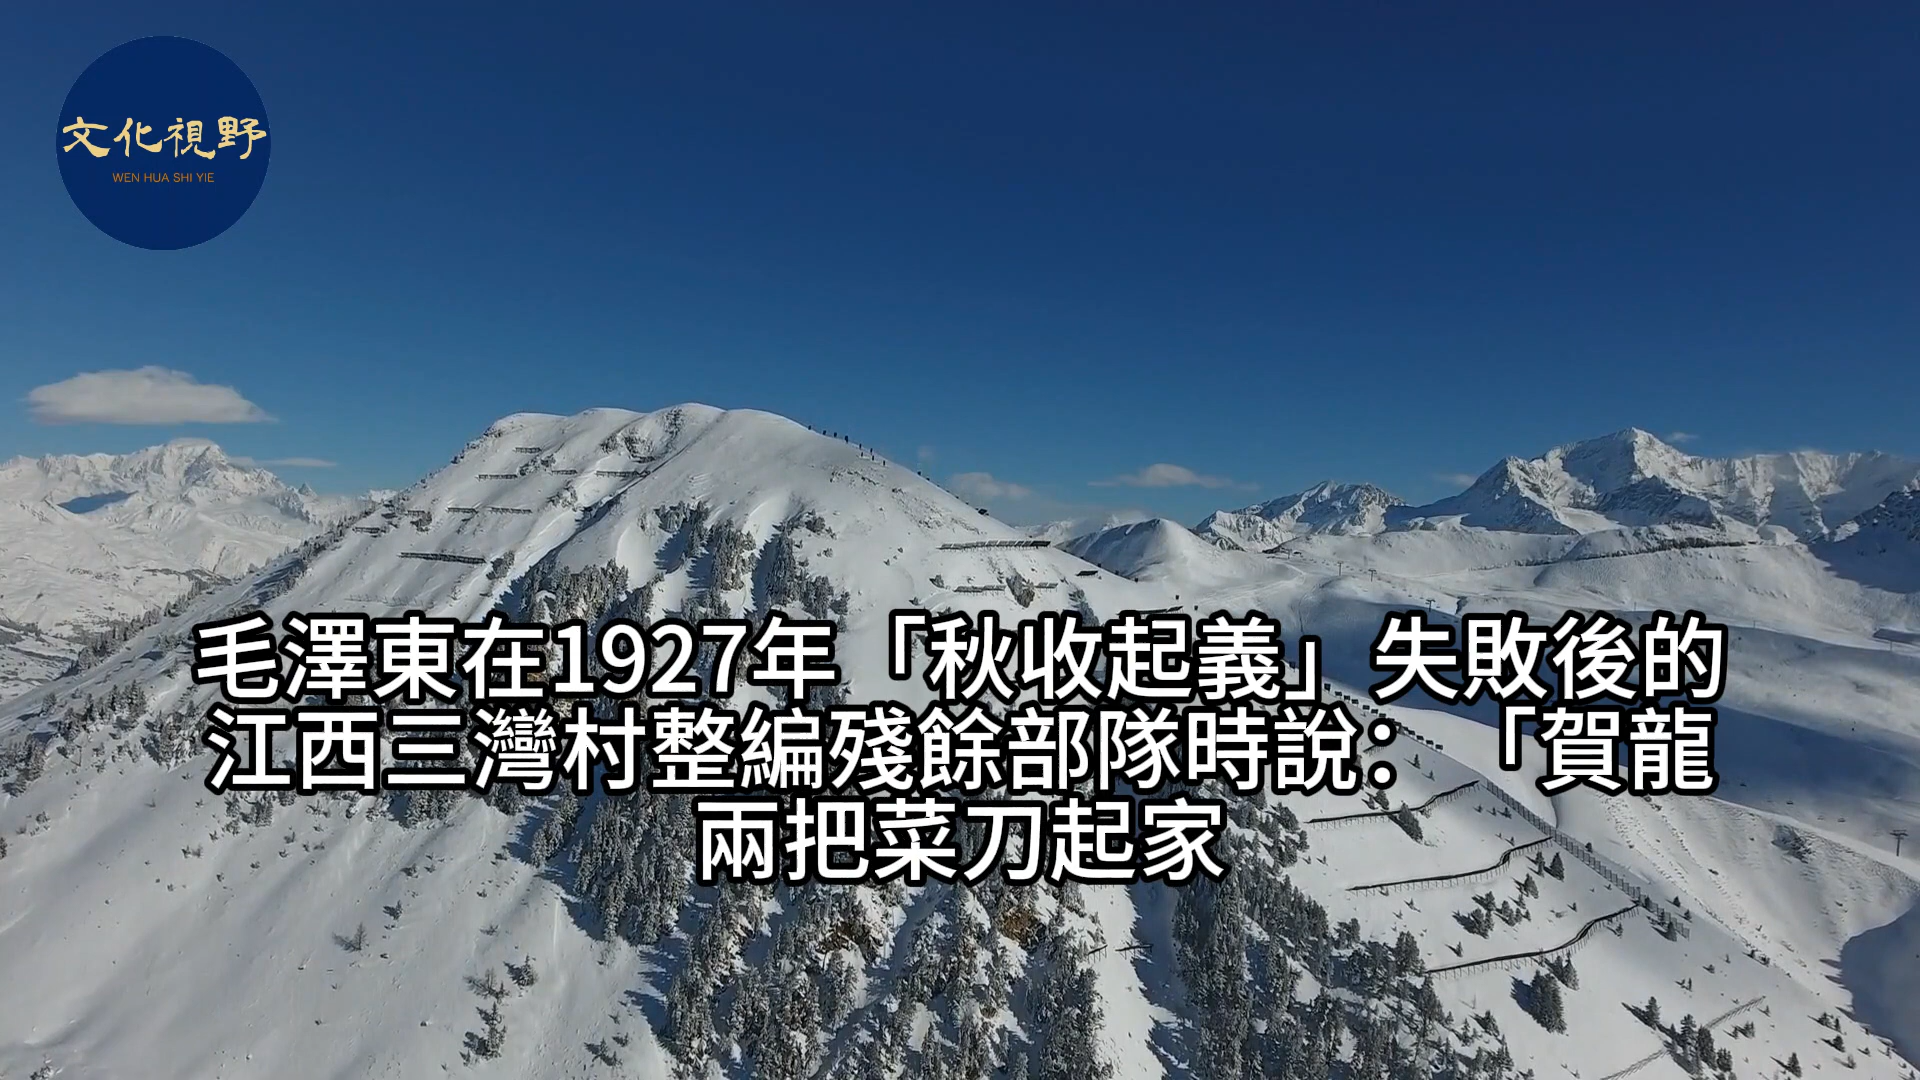 文化視野
WEN HUA SHI YIE
毛澤東在1927年「秋收起義」失敗後的
江西三灣村整編殘餘部隊時說：「賀龍
兩把菜刀起家